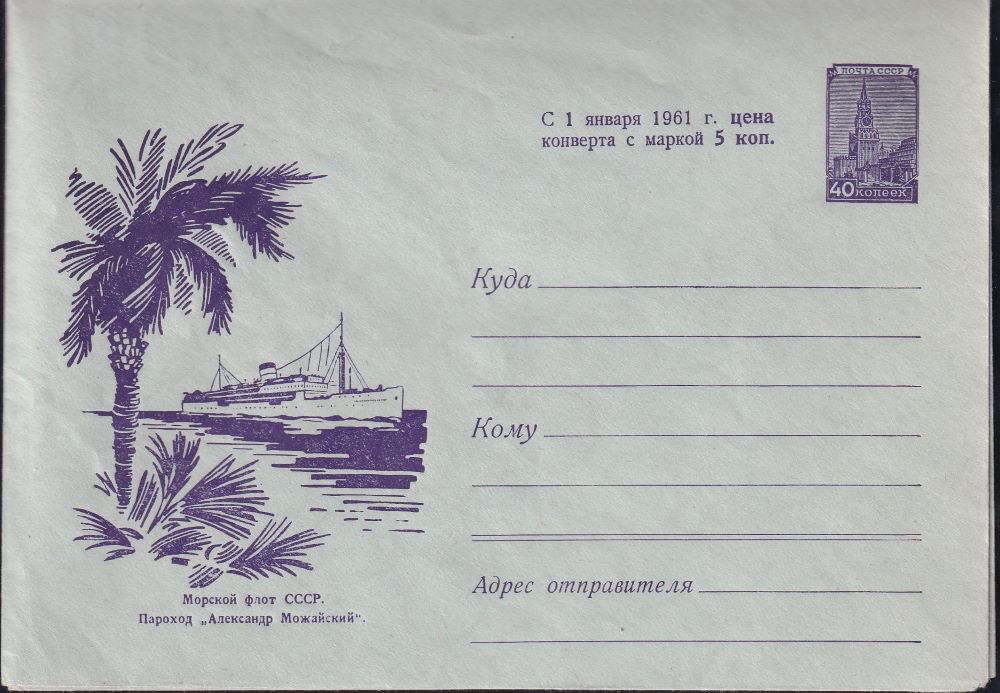 С 1 января 1961 г. цена
конверта с маркой 5 коп.
ПОЧТА СССР
40 КОПЕЕК
Куда
Кому
Адрес отправителя
Морской флот СССР.
Пароход „Александр Можайский“.